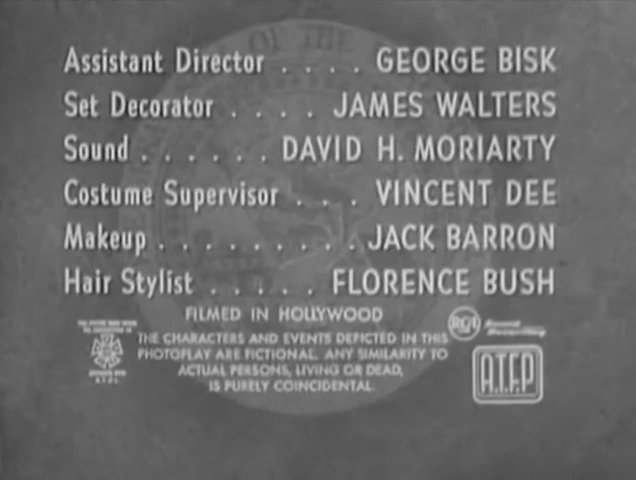 OF THE
Assistant Director . . . . GEORGE BISK
Set Decorator . . . . JAMES WALTERS
Sound . . . . . . DAVID H. MORIARTY
Costume Supervisor . . . VINCENT DEE
Makeup . . . . . . . . . JACK BARRON
Hair Stylist . . . . . FLORENCE BUSH
FILMED IN HOLLYWOOD
THE CHARACTERS AND EVENTS DEPICTED IN THIS
PHOTOPLAY ARE FICTIONAL. ANY SIMILARITY TO
ACTUAL PERSONS, LIVING OR DEAD,
IS PURELY COINCIDENTAL.
RCA
A.T.F.P